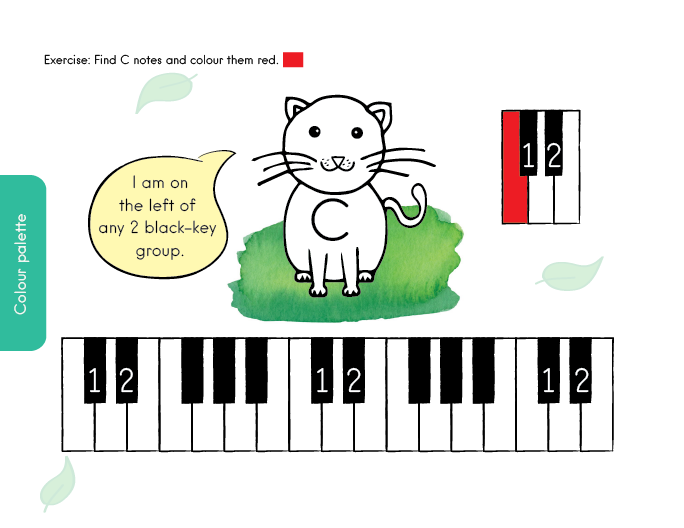 Exercise: Find C notes and colour them red.
I am on
the left of
any 2 black-key
group.
C
1 2
Colour palette
1 2 1 2 1 2